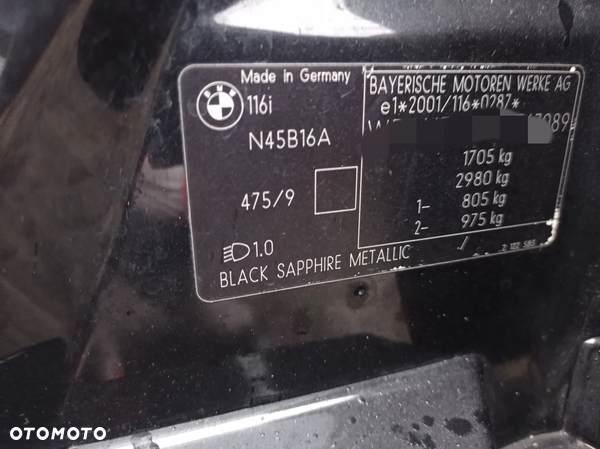 Made in Germany
BMW
116i
N45B16A
475/9
1.0
BLACK SAPPHIRE METALLIC
BAYERISCHE MOTOREN WERKE AG
e1*2001/116*0287*
1705 kg
2980 kg
1- 805 kg
2- 975 kg
/
OTOMOTO